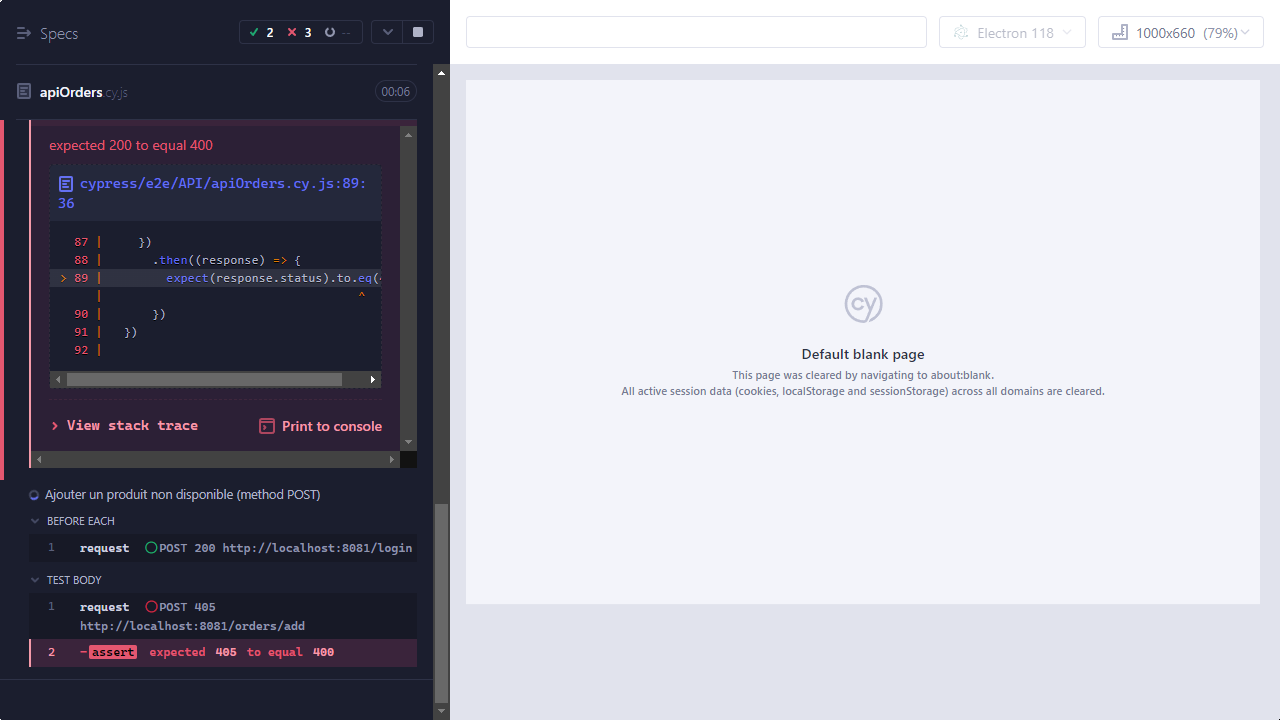 Specs
2
3
--
Electron 118
1000x660 (79%)
apiOrders.cy.js
00:06
expected 200 to equal 400
cypress/e2e/API/apiOrders.cy.js:89:
36
87 | })
88 | .then((response) => {
> 89 | expect(response.status).to.eq(
| ^
90 | })
91 | })
92 |
View stack trace
Print to console
Ajouter un produit non disponible (method POST)
BEFORE EACH
1 request POST 200 http://localhost:8081/login
TEST BODY
1 request POST 405
http://localhost:8081/orders/add
2 -assert expected 405 to equal 400
cy
Default blank page
This page was cleared by navigating to about:blank.
All active session data (cookies, localStorage and sessionStorage) across all domains are cleared.